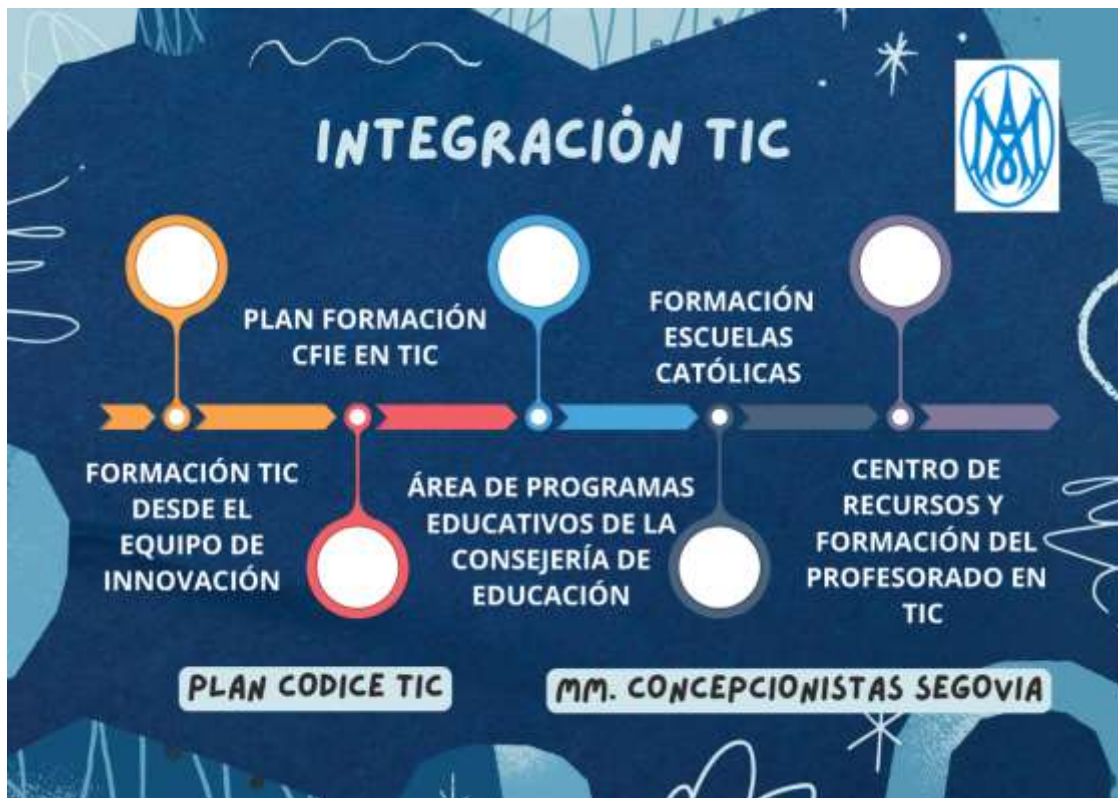 INTEGRACIÓN TIC
FORMACIÓN TIC
DESDE EL
EQUIPO DE
INNOVACIÓN
PLAN FORMACIÓN
CFIE EN TIC
ÁREA DE PROGRAMAS
EDUCATIVOS DE LA
CONSEJERÍA DE
EDUCACIÓN
FORMACIÓN
ESCUELAS
CATÓLICAS
CENTRO DE
RECURSOS Y
FORMACIÓN DEL
PROFESORADO EN
TIC
PLAN CODICE TIC
MM. CONCEPCIONISTAS SEGOVIA